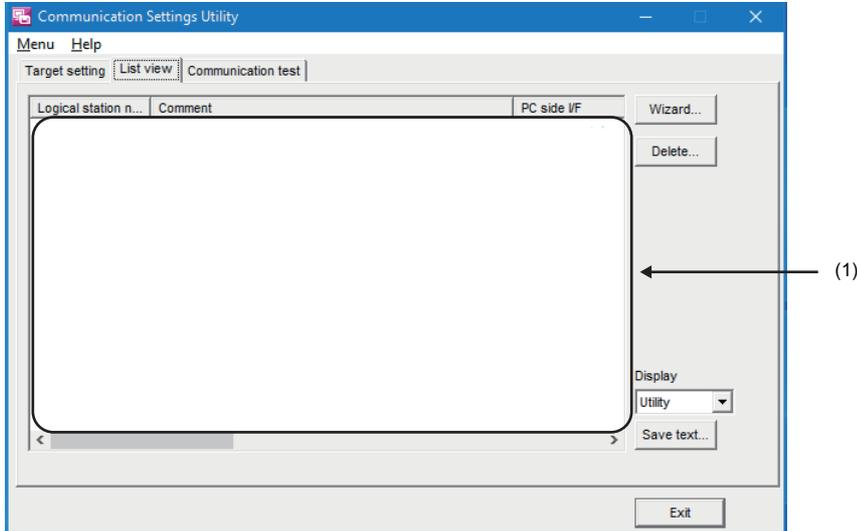 Communication Settings Utility
Menu Help
Target setting List view Communication test
Logical station n... Comment PC side I/F
Wizard...
Delete...
(1)
Display
Utility
Save text...
Exit